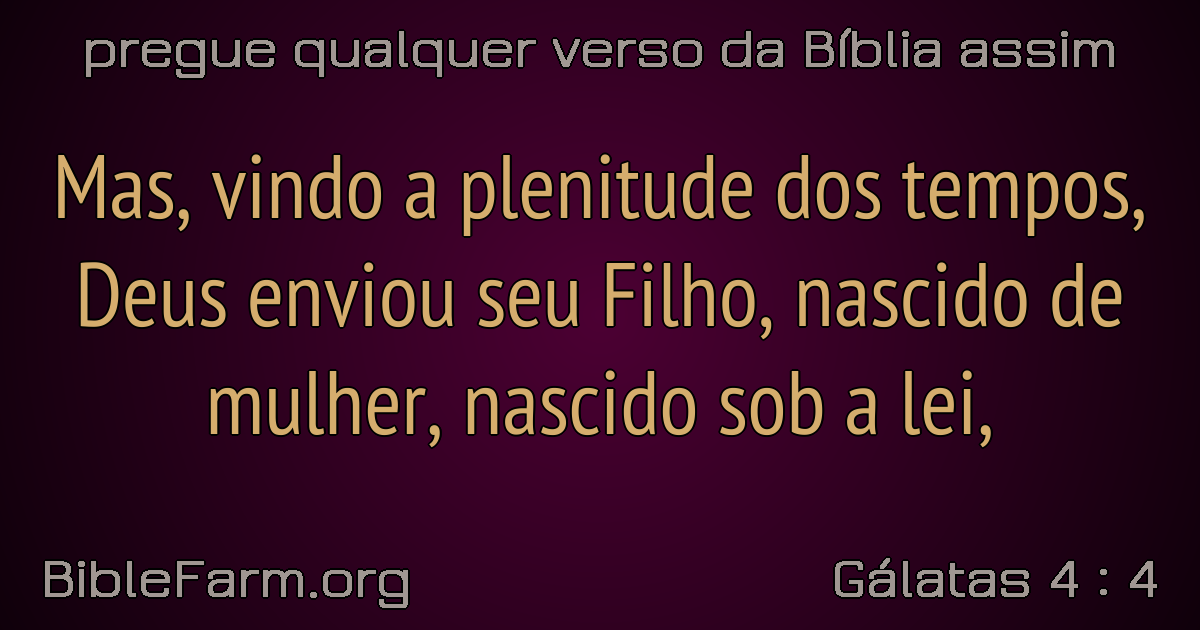 pregue qualquer verso da Bíblia assim
Mas, vindo a plenitude dos tempos,
Deus enviou seu Filho, nascido de
mulher, nascido sob a lei,
BibleFarm.org
Gálatas 4 : 4